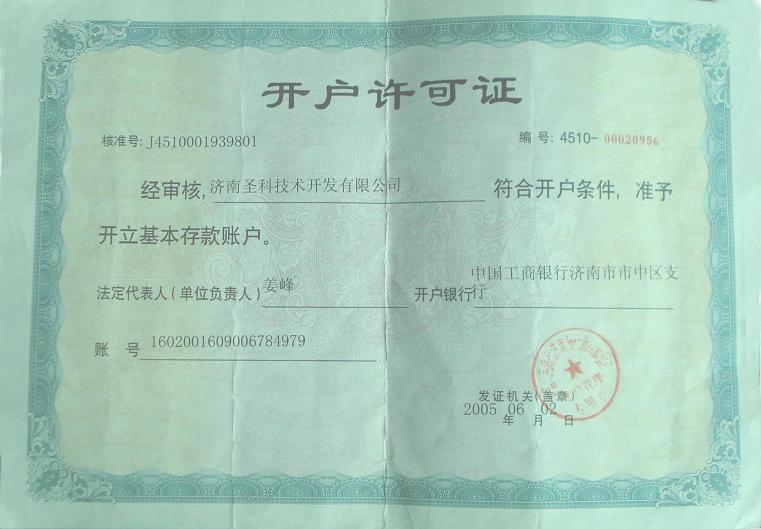 开户许可证
核准号: J4510001939801 编 号: 4510- 00020956
经审核, 济南圣科技术开发有限公司 符合开户条件, 准予
开立基本存款账户。
法定代表人(单位负责人) 姜峰 开户银行 中国工商银行济南市市中区支
行
账 号 1602001609006784979
发证机关(盖章)
2005 06 02
年 月 日